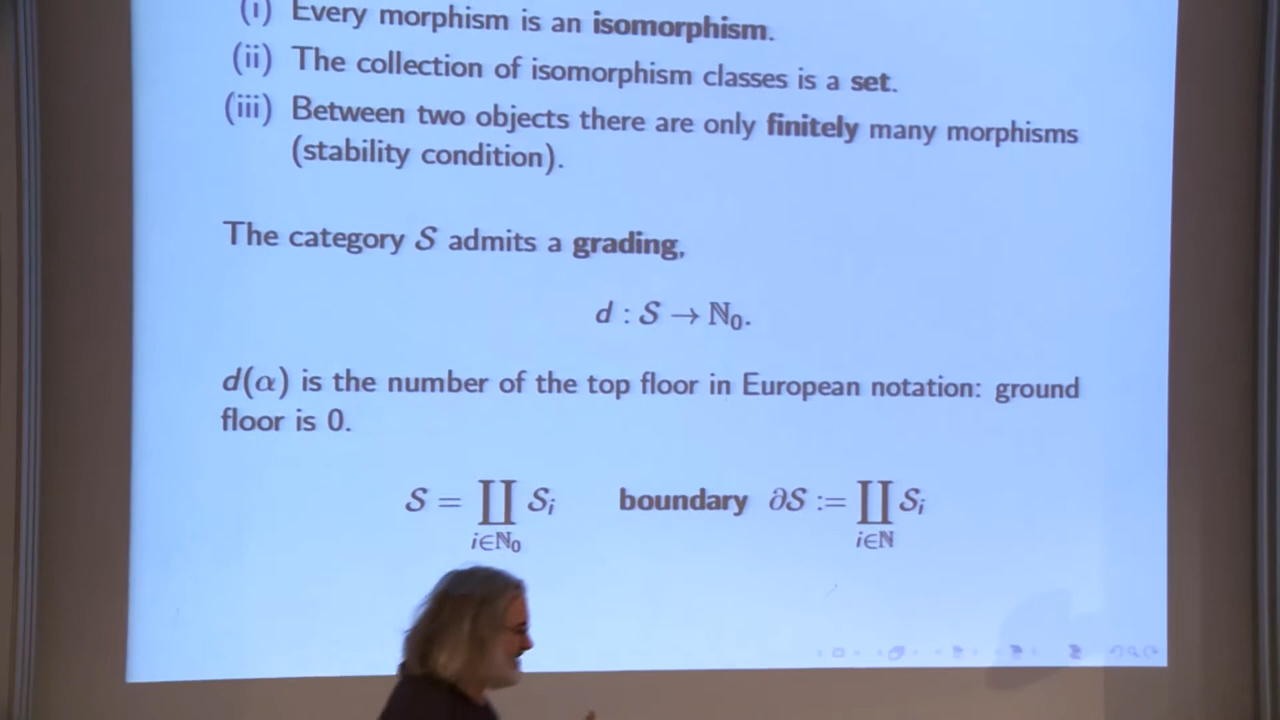 (i) Every morphism is an isomorphism.
(ii) The collection of isomorphism classes is a set.
(iii) Between two objects there are only finitely many morphisms
(stability condition).
The category 𝒮 admits a grading,
d : 𝒮 → ℕ₀.
d(α) is the number of the top floor in European notation: ground
floor is 0.
𝒮 = ∐ 𝒮ᵢ boundary ∂𝒮 := ∐ 𝒮ᵢ
i∈ℕ₀ i∈ℕ